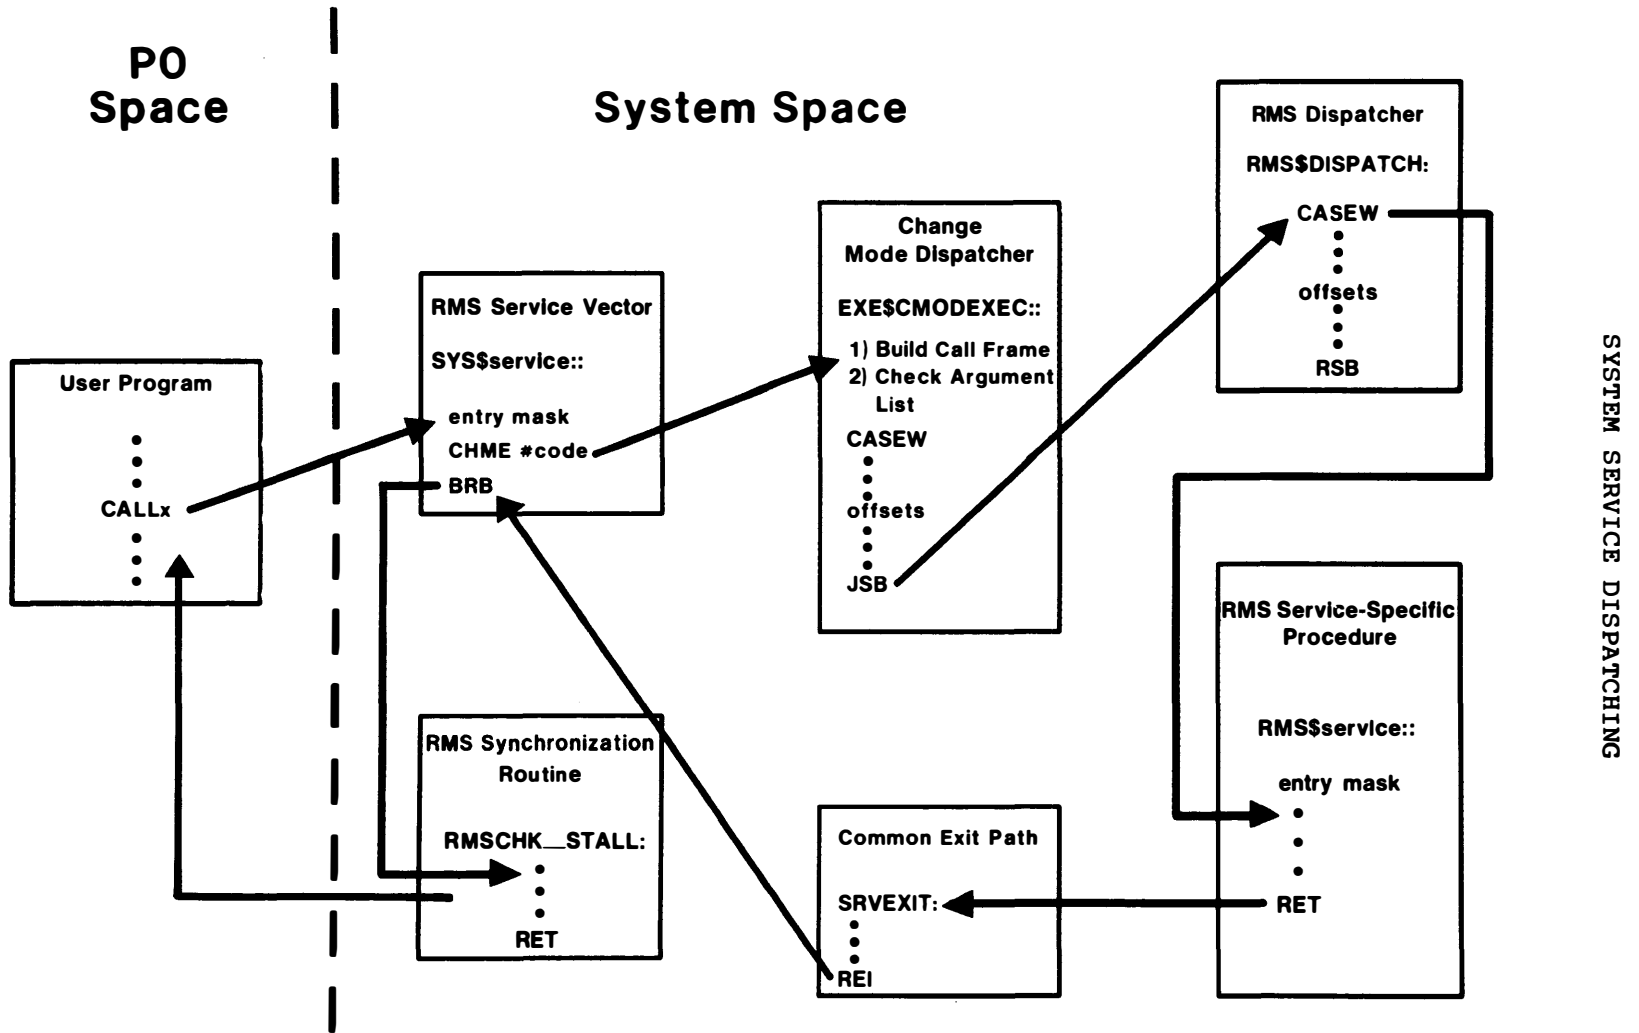 PO
Space
System Space
User Program
CALLx
RMS Service Vector
SYS$service::
entry mask
CHME #code
BRB
Change
Mode Dispatcher
EXE$CMODEXEC::
1) Build Call Frame
2) Check Argument
List
CASEW
offsets
JSB
RMS Dispatcher
RMS$DISPATCH:
CASEW
offsets
RSB
RMS Service-Specific
Procedure
RMS$service::
entry mask
RET
Common Exit Path
SRVEXIT:
REI
RMS Synchronization
Routine
RMSCHK__STALL:
RET
SYSTEM SERVICE DISPATCHING